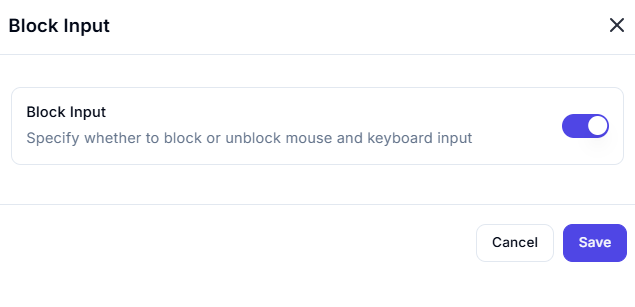 Block Input
Block Input
Specify whether to block or unblock mouse and keyboard input
Cancel
Save